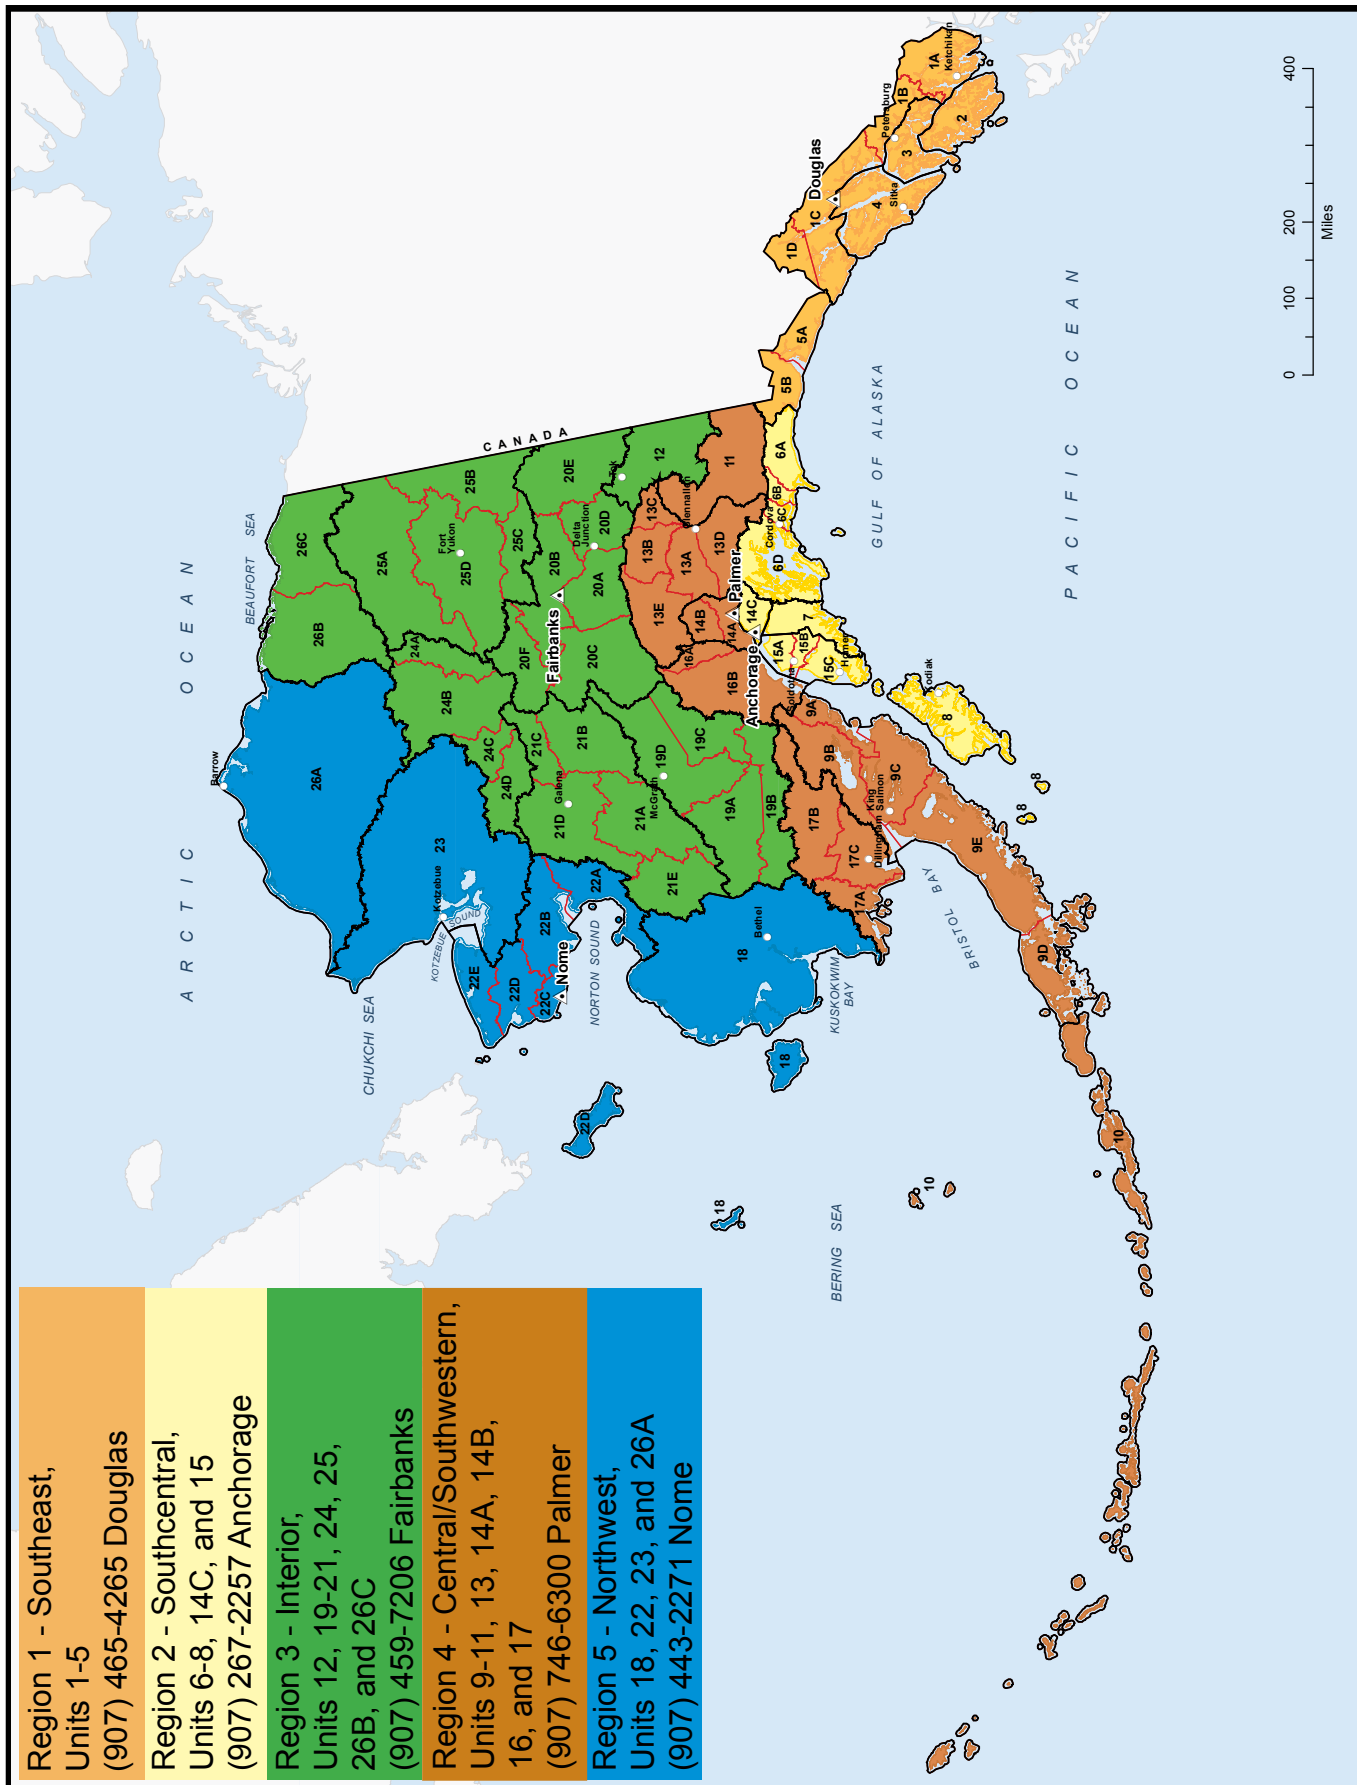 Region 1 - Southeast,
Units 1-5
(907) 465-4265 Douglas
Region 2 - Southcentral,
Units 6-8, 14C, and 15
(907) 267-2257 Anchorage
Region 3 - Interior,
Units 12, 19-21, 24, 25,
26B, and 26C
(907) 459-7206 Fairbanks
Region 4 - Central/Southwestern,
Units 9-11, 13, 14A, 14B,
16, and 17
(907) 746-6300 Palmer
Region 5 - Northwest,
Units 18, 22, 23, and 26A
(907) 443-2271 Nome
ARCTIC OCEAN
BEAUFORT SEA
CHUKCHI SEA
Barrow
26A
26B
26C
KOTZEBUE SOUND
Kotzebue
23
24A
24B
24C
24D
25A
25B
25C
25D
Fort
Yukon
CANADA
22E
22D
22C
22B
22A
Nome
NORTON SOUND
22D
21D
Galena
21C
21B
21A
21E
McGrath
20F
20C
20B
20A
20D
20E
Fairbanks
Delta
Junction
Tok
12
19D
19C
19A
19B
18
Bethel
18
18
KUSKOKWIM
BAY
13E
13B
13C
13A
13D
Glennallen
11
14B
14A
14C
16A
16B
Palmer
Anchorage
17B
17C
17A
Dillingham
King
Salmon
9A
9B
9C
9E
9D
BRISTOL BAY
15A
15B
15C
Soldotna
Homer
7
6D
6C
6B
6A
Cordova
8
Kodiak
8
8
10
10
BERING SEA
GULF OF ALASKA
PACIFIC OCEAN
5B
5A
1D
1C
Douglas
4
Sitka
Petersburg
3
1B
2
1A
Ketchikan
0
100
200
400
Miles